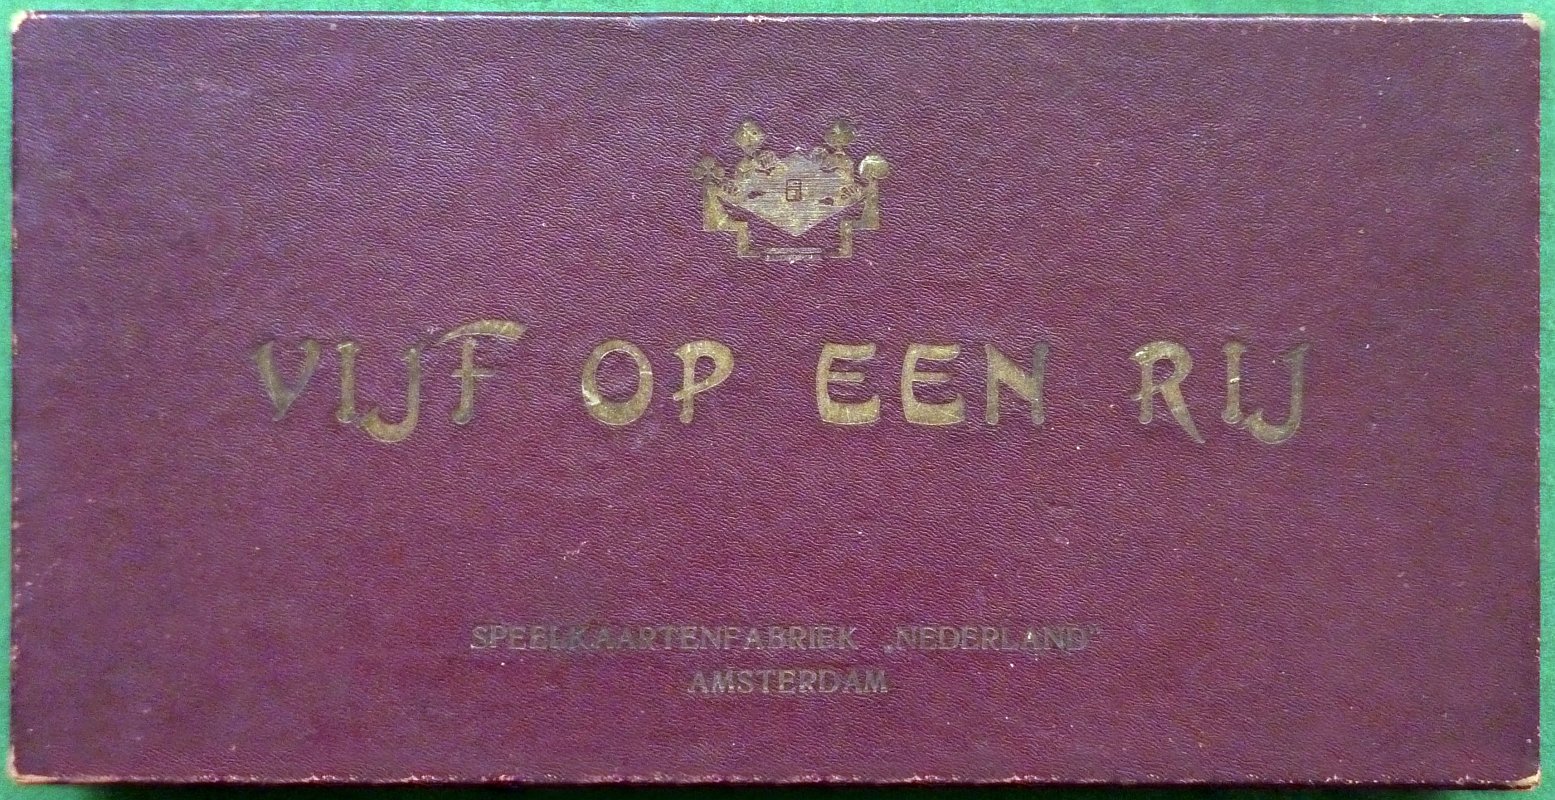 VIJF OP EEN RIJ
SPEELKAARTENFABRIEK „NEDERLAND”
AMSTERDAM